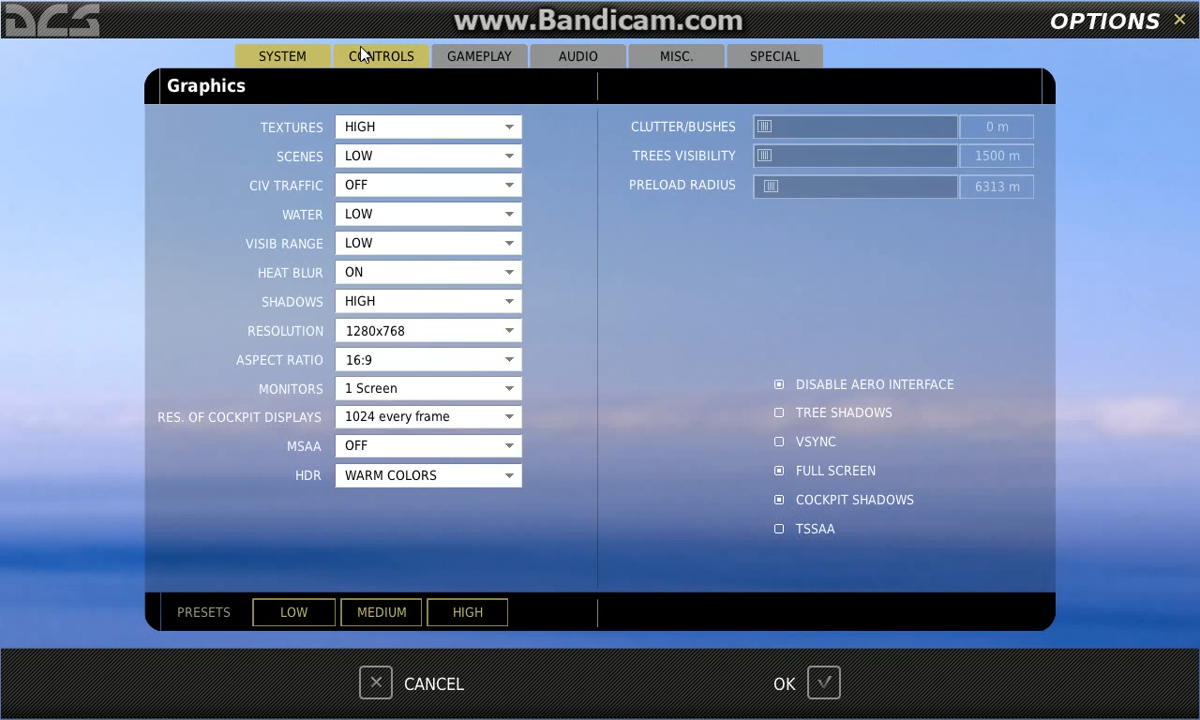 DCS www.Bandicam.com OPTIONS ×
SYSTEM CONTROLS GAMEPLAY AUDIO MISC. SPECIAL
Graphics
TEXTURES HIGH
SCENES LOW
CIV TRAFFIC OFF
WATER LOW
VISIB RANGE LOW
HEAT BLUR ON
SHADOWS HIGH
RESOLUTION 1280x768
ASPECT RATIO 16:9
MONITORS 1 Screen
RES. OF COCKPIT DISPLAYS 1024 every frame
MSAA OFF
HDR WARM COLORS
CLUTTER/BUSHES 0 m
TREES VISIBILITY 1500 m
PRELOAD RADIUS 6313 m
DISABLE AERO INTERFACE
TREE SHADOWS
VSYNC
FULL SCREEN
COCKPIT SHADOWS
TSSAA
PRESETS LOW MEDIUM HIGH
CANCEL OK